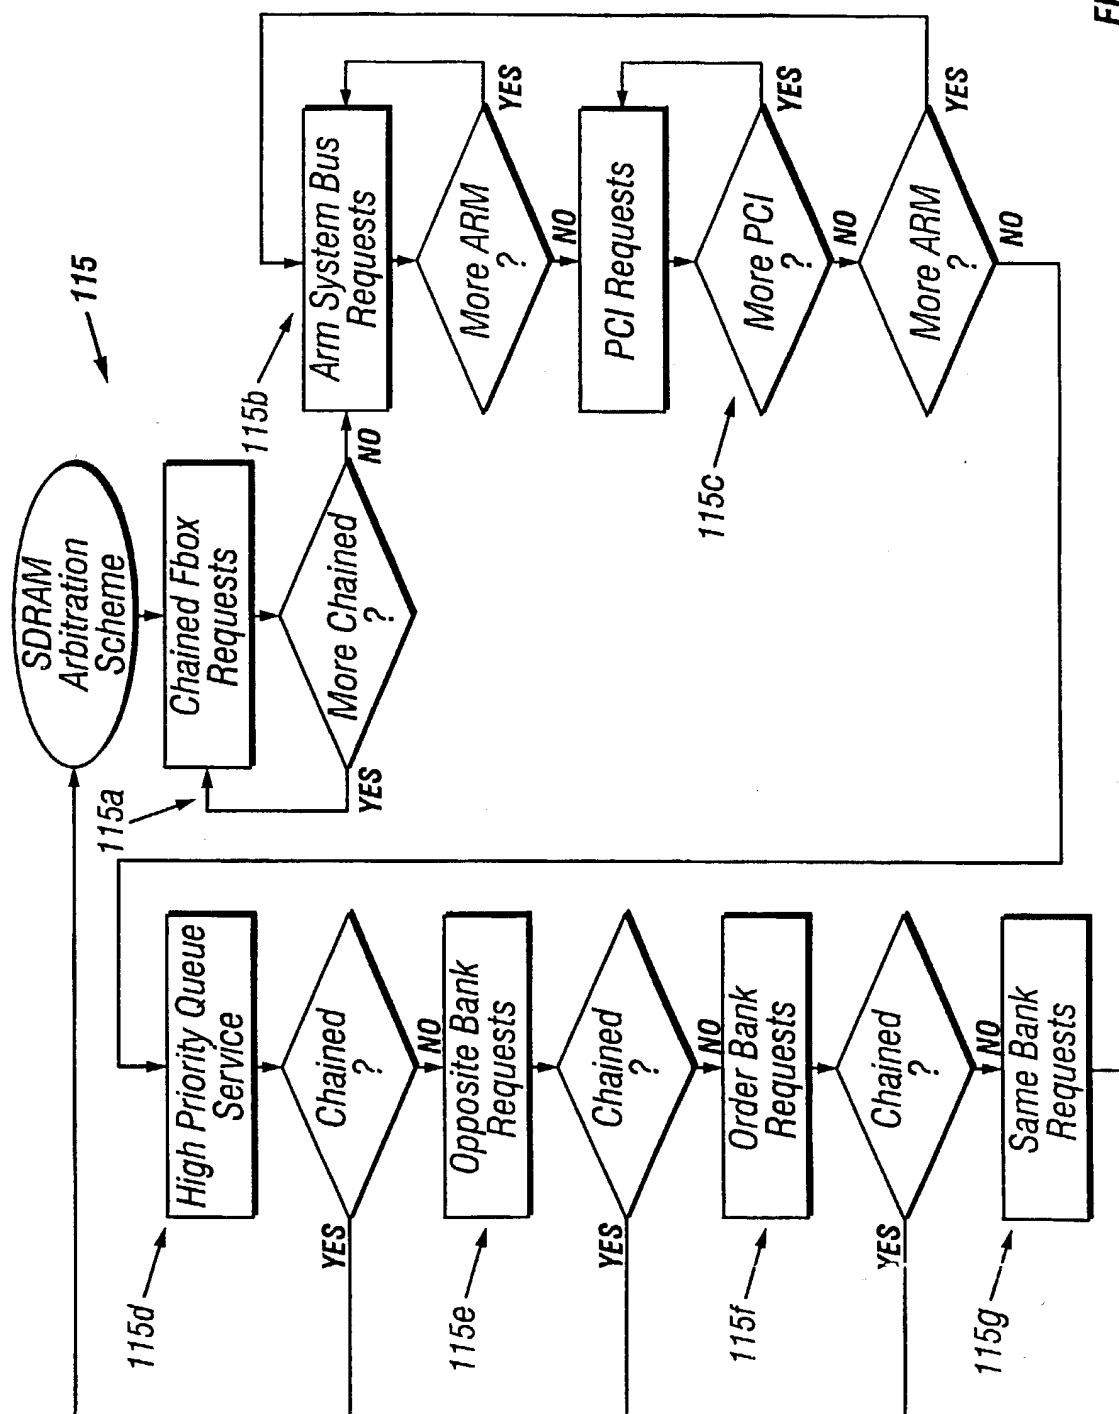 115
SDRAM
Arbitration
Scheme
115a
Chained Fbox
Requests
More Chained
?
YES
NO
115b
Arm System Bus
Requests
More ARM
?
YES
NO
PCI Requests
115c
More PCI
?
YES
NO
More ARM
?
YES
NO
115d
High Priority Queue
Service
Chained
?
YES
NO
115e
Opposite Bank
Requests
Chained
?
YES
NO
115f
Order Bank
Requests
Chained
?
YES
NO
115g
Same Bank
Requests